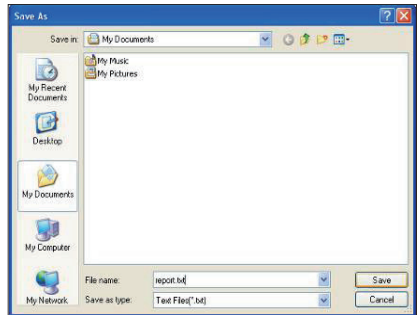 Save As
Save in: My Documents
My Music
My Pictures
My Recent
Documents
Desktop
My Documents
My Computer
My Network
File name: report.txt Save
Save as type: Text Files(*.txt) Cancel